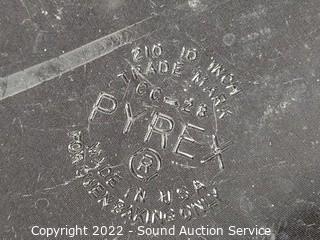 210 10 INCH
TRADE MARK
CC-28
PYREX
®
MADE IN U.S.A.
FOR OVEN BAKING ONLY
Copyright 2022 - Sound Auction Service